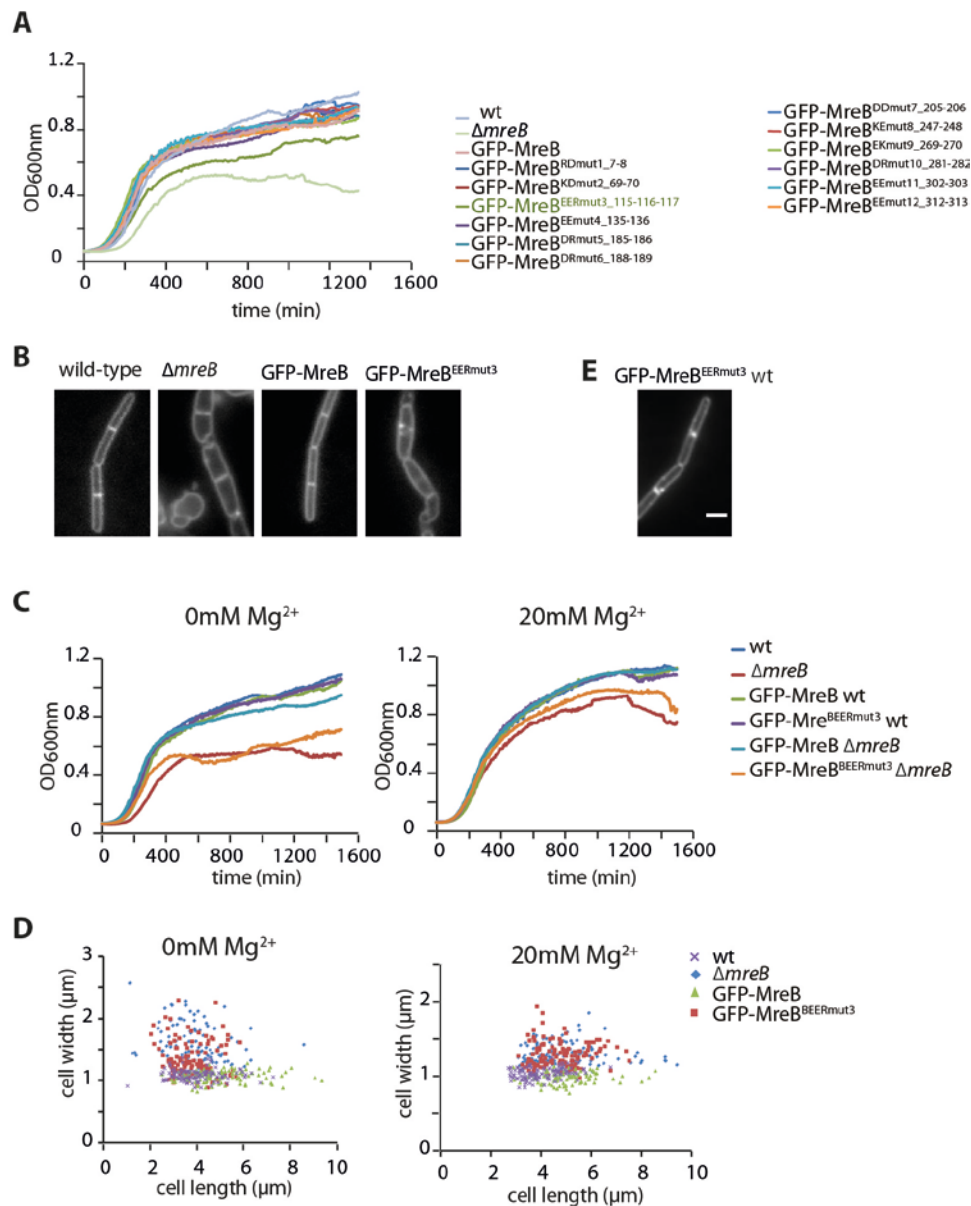 A
1.2
0.8
0.4
0
OD600nm
0 400 800 1200 1600
time (min)
wt
ΔmreB
GFP-MreB
GFP-MreBRDmut1_7-8
GFP-MreBKDmut2_69-70
GFP-MreBEERmut3_115-116-117
GFP-MreBEEmut4_135-136
GFP-MreBDRmut5_185-186
GFP-MreBDRmut6_188-189
GFP-MreBDDmut7_205-206
GFP-MreBKEmut8_247-248
GFP-MreBEKmut9_269-270
GFP-MreBDRmut10_281-282
GFP-MreBEEmut11_302-303
GFP-MreBEEmut12_312-313
B
wild-type ΔmreB GFP-MreB GFP-MreBEERmut3
E
GFP-MreBEERmut3 wt
C
0mM Mg2+
1.2
0.8
0.4
0
OD600nm
0 400 800 1200 1600
time (min)
20mM Mg2+
1.2
0.8
0.4
0
OD600nm
0 400 800 1200 1600
time (min)
wt
ΔmreB
GFP-MreB wt
GFP-MreBEERmut3 wt
GFP-MreB ΔmreB
GFP-MreBBEERmut3 ΔmreB
D
0mM Mg2+
3
2
1
0
cell width (µm)
0 2 4 6 8 10
cell length (µm)
20mM Mg2+
2
1
0
cell width (µm)
0 2 4 6 8 10
cell length (µm)
wt
ΔmreB
GFP-MreB
GFP-MreBBEERmut3